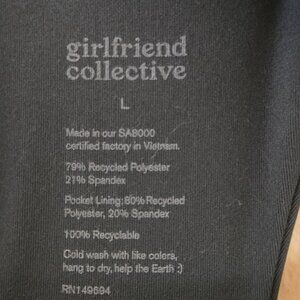 girlfriend
collective
L
Made in our SA8000
certified factory in Vietnam.
79% Recycled Polyester
21% Spandex
Pocket Lining: 80% Recycled
Polyester, 20% Spandex
100% Recyclable
Cold wash with like colors,
hang to dry, help the Earth :)
RN149694